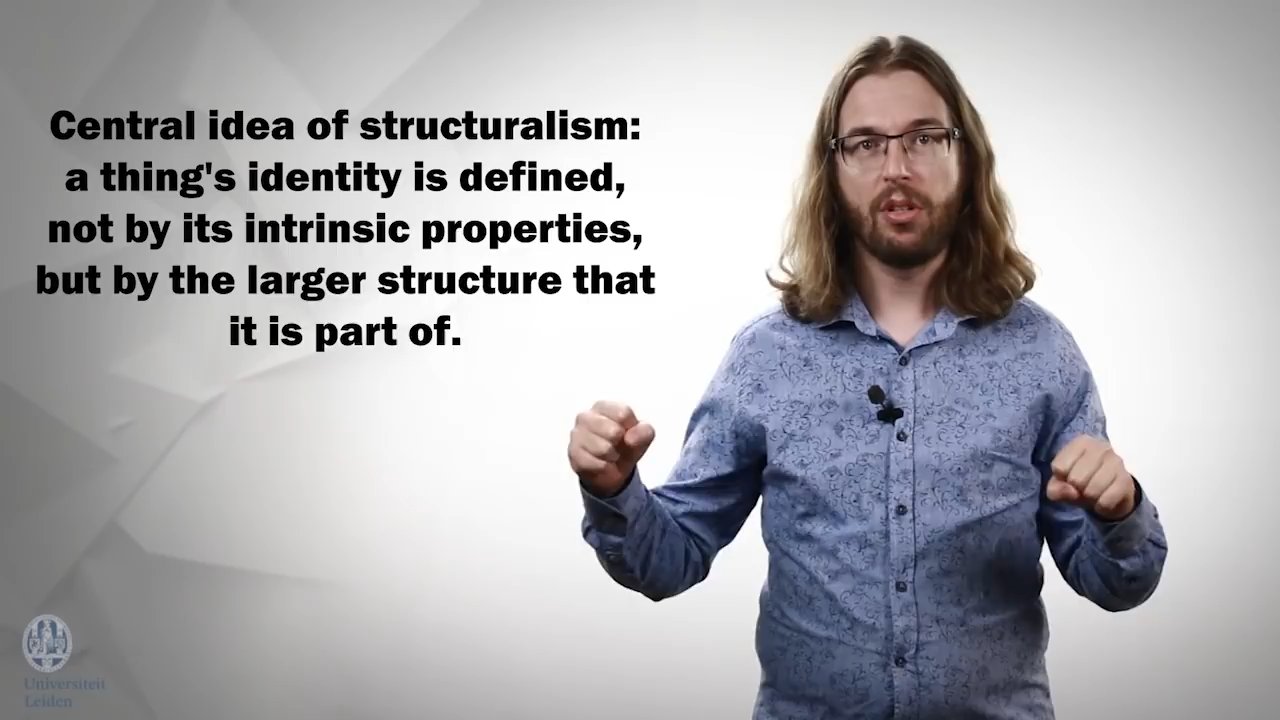 Central idea of structuralism:
a thing's identity is defined,
not by its intrinsic properties,
but by the larger structure that
it is part of.
Universiteit
Leiden